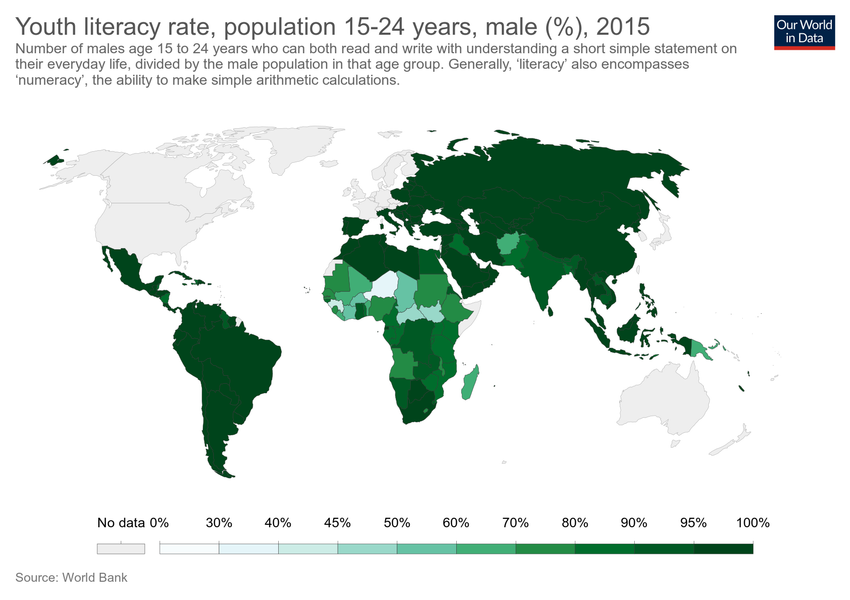 Youth literacy rate, population 15-24 years, male (%), 2015
Our World
in Data
Number of males age 15 to 24 years who can both read and write with understanding a short simple statement on
their everyday life, divided by the male population in that age group. Generally, ‘literacy’ also encompasses
‘numeracy’, the ability to make simple arithmetic calculations.
No data 0% 30% 40% 45% 50% 60% 70% 80% 90% 95% 100%
Source: World Bank